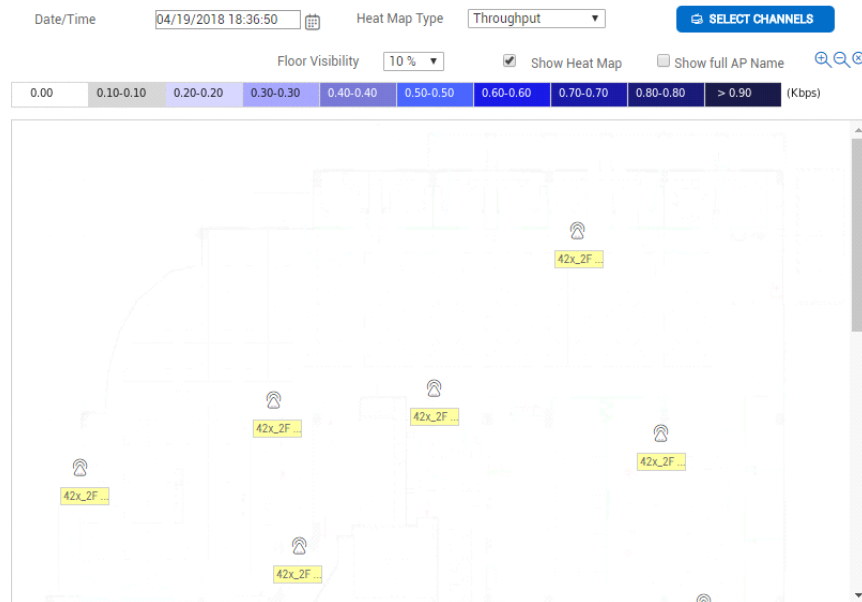 Date/Time 04/19/2018 18:36:50 Heat Map Type Throughput SELECT CHANNELS
Floor Visibility 10 % Show Heat Map Show full AP Name
0.00 0.10-0.10 0.20-0.20 0.30-0.30 0.40-0.40 0.50-0.50 0.60-0.60 0.70-0.70 0.80-0.80 > 0.90 (Kbps)
42x_2F ...
42x_2F ...
42x_2F ...
42x_2F ...
42x_2F ...
42x_2F ...